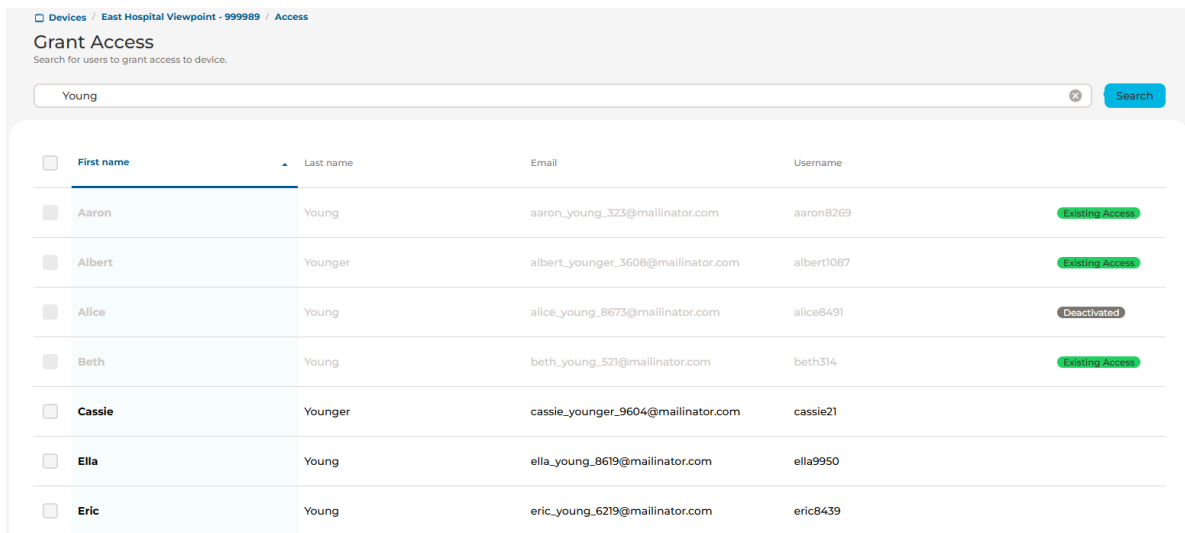 Devices / East Hospital Viewpoint - 999989 / Access
Grant Access
Search for users to grant access to device.
Young
Search
First name Last name Email Username
Aaron Young aaron_young_323@mailinator.com aaron8269 Existing Access
Albert Younger albert_younger_3608@mailinator.com albert1087 Existing Access
Alice Young alice_young_8673@mailinator.com alice8491 Deactivated
Beth Young beth_young_521@mailinator.com beth314 Existing Access
Cassie Younger cassie_younger_9604@mailinator.com cassie21
Ella Young ella_young_8619@mailinator.com ella9950
Eric Young eric_young_6219@mailinator.com eric8439